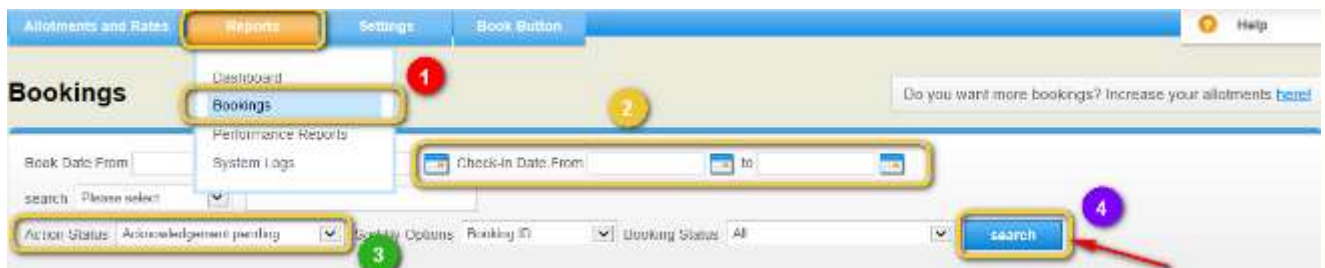 Allotments and Rates Reports Settings Book Button Help
Dashboard
1
Bookings
Bookings
2
Do you want more bookings? Increase your allotments here!
Performance Reports
Book Date From
System Logs
Check-in Date From to
search Please select
4
Action Status Acknowledgement pending Sort By Options Booking ID Booking Status All search
3